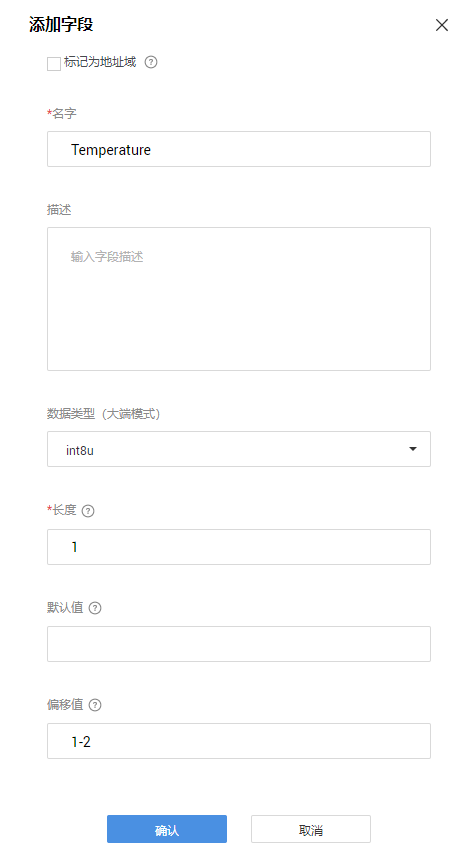 添加字段
标记为地址域
*名字
Temperature
描述
输入字段描述
数据类型（大端模式）
int8u
*长度
1
默认值
偏移值
1-2
确认 取消